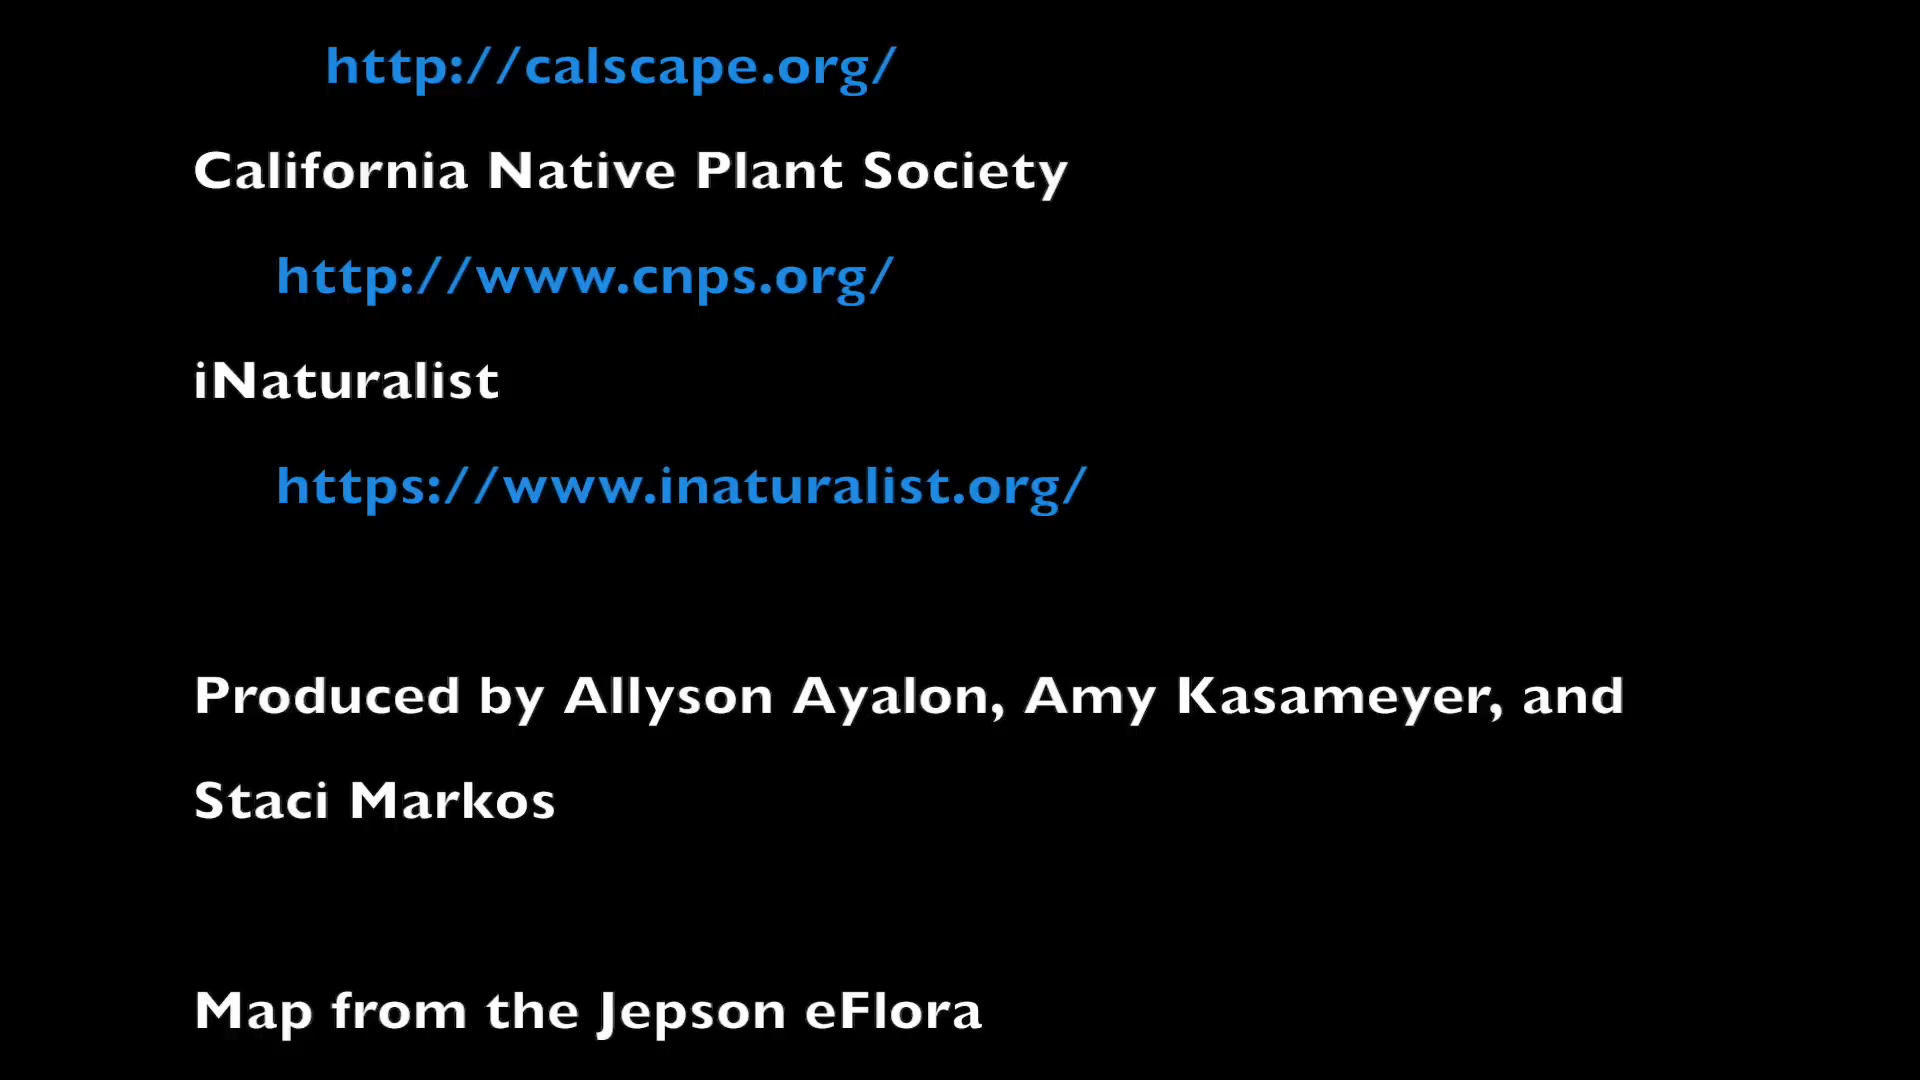 http://calscape.org/
California Native Plant Society
http://www.cnps.org/
iNaturalist
https://www.inaturalist.org/
Produced by Allyson Ayalon, Amy Kasameyer, and
Staci Markos
Map from the Jepson eFlora